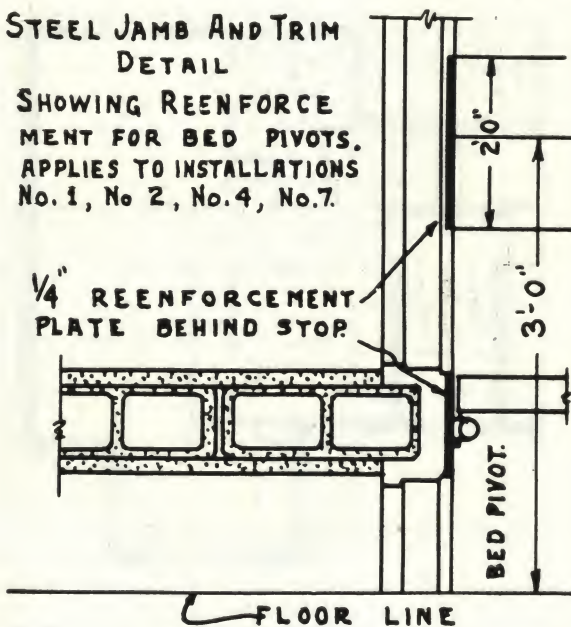 STEEL JAMB AND TRIM
DETAIL
SHOWING REENFORCE
MENT FOR BED PIVOTS.
APPLIES TO INSTALLATIONS
No. 1, No 2, No. 4, No. 7.
2'0"
1/4" REENFORCEMENT
PLATE BEHIND STOP.
3'-0"
BED PIVOT.
FLOOR LINE